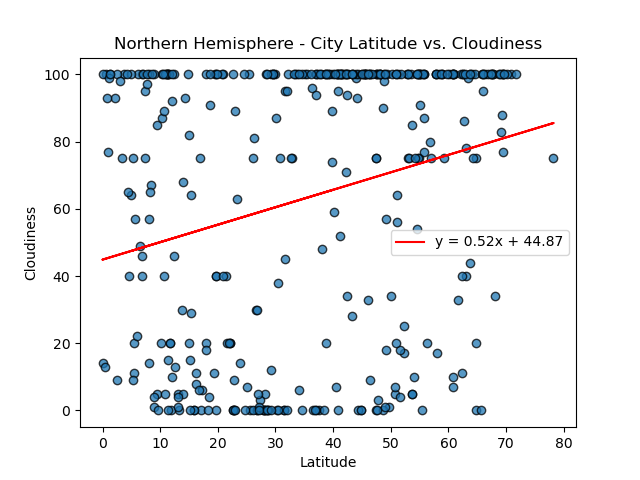 Northern Hemisphere - City Latitude vs. Cloudiness
100
80
60
40
20
0
Cloudiness
y = 0.52x + 44.87
0 10 20 30 40 50 60 70 80
Latitude